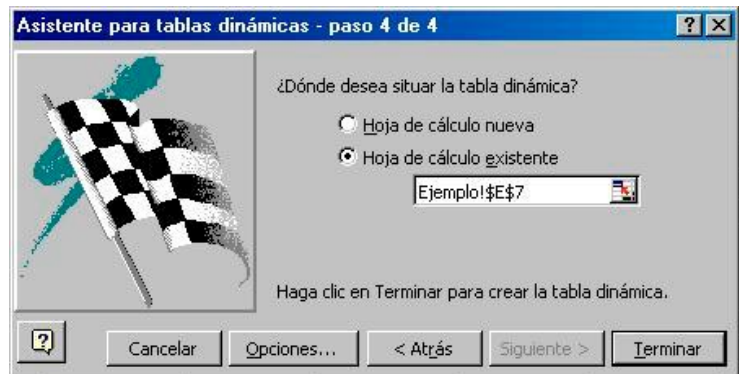 Asistente para tablas dinámicas - paso 4 de 4
¿Dónde desea situar la tabla dinámica?
Hoja de cálculo nueva
Hoja de cálculo existente
Ejemplo!$E$7
Haga clic en Terminar para crear la tabla dinámica.
Cancelar Opciones... < Atrás Siguiente > Terminar